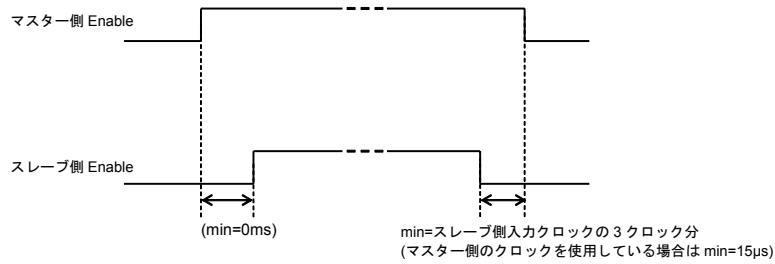 マスター側 Enable
スレーブ側 Enable
(min=0ms)
min=スレーブ側入力クロックの 3 クロック分
(マスター側のクロックを使用している場合は min=15µs)